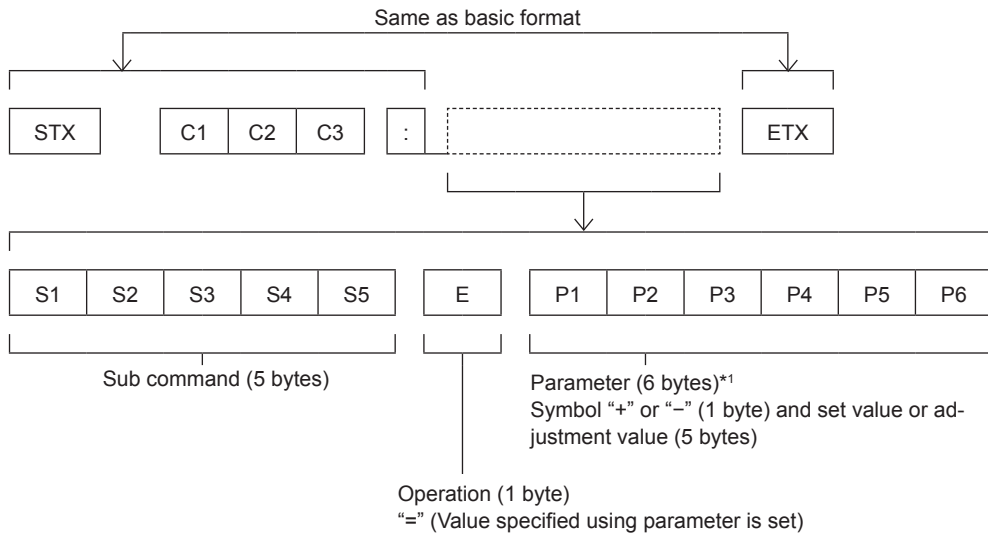 Same as basic format
STX C1 C2 C3 : ETX
S1 S2 S3 S4 S5 E P1 P2 P3 P4 P5 P6
Sub command (5 bytes)
Parameter (6 bytes)*1
Symbol “+” or “−” (1 byte) and set value or ad-
justment value (5 bytes)
Operation (1 byte)
“=” (Value specified using parameter is set)